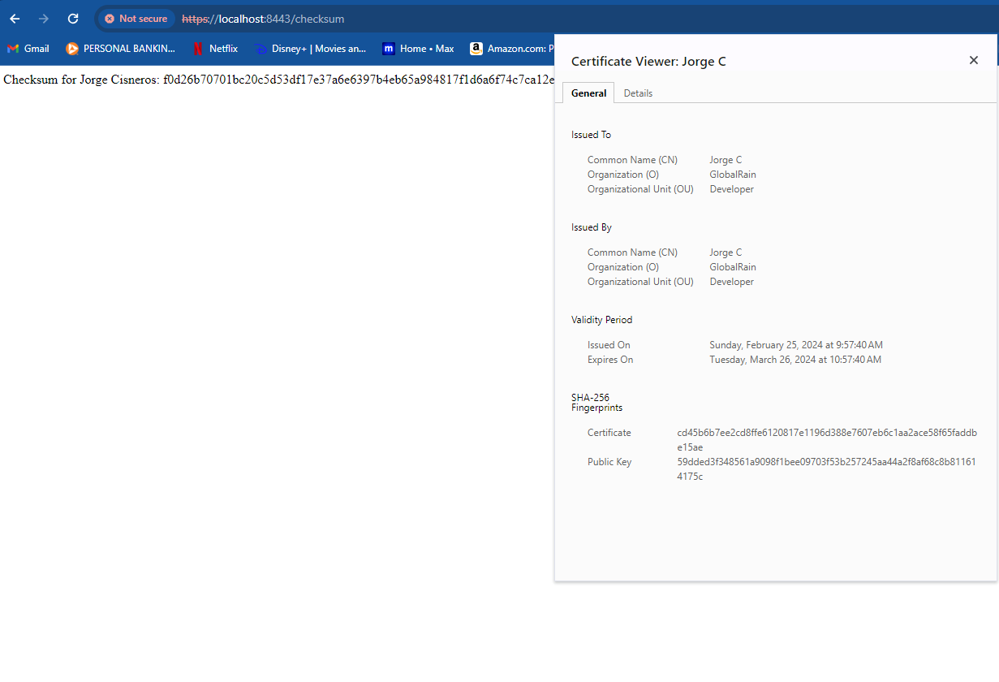 Not secure https://localhost:8443/checksum
Gmail PERSONAL BANKIN... Netflix Disney+ | Movies an... Home • Max Amazon.com: P
Checksum for Jorge Cisneros: f0d26b70701bc20c5d53df17e37a6e6397b4eb65a984817f1d6a6f74c7ca12e
Certificate Viewer: Jorge C
General Details
Issued To
Common Name (CN) Jorge C
Organization (O) GlobalRain
Organizational Unit (OU) Developer
Issued By
Common Name (CN) Jorge C
Organization (O) GlobalRain
Organizational Unit (OU) Developer
Validity Period
Issued On Sunday, February 25, 2024 at 9:57:40 AM
Expires On Tuesday, March 26, 2024 at 10:57:40 AM
SHA-256
Fingerprints
Certificate cd45b6b7ee2cd8ffe6120817e1196d388e7607eb6c1aa2ace58f65faddb
e15ae
Public Key 59dded3f348561a9098f1bee09703f53b257245aa44a2f8af68c8b81161
4175c